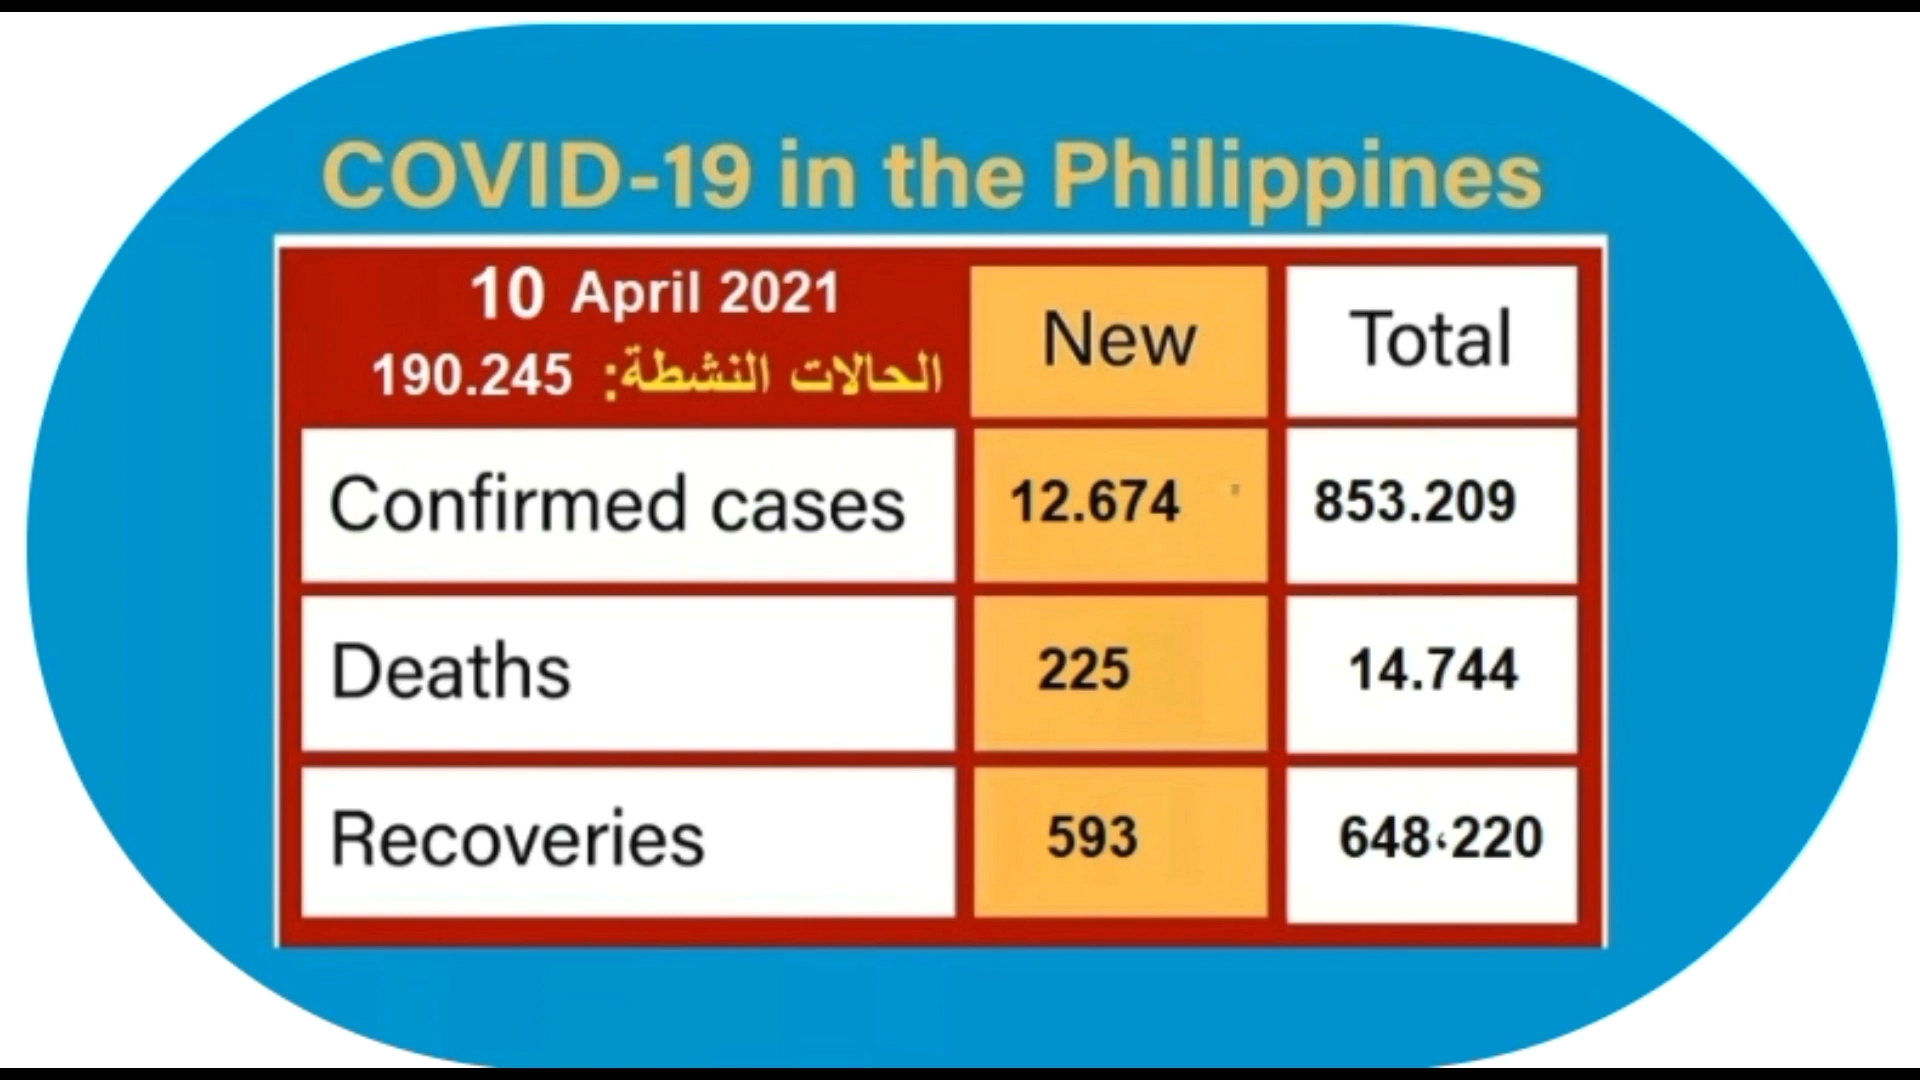 COVID-19 in the Philippines
10 April 2021
الحالات النشطة: 190.245
New
Total
Confirmed cases
12.674
853.209
Deaths
225
14.744
Recoveries
593
648،220